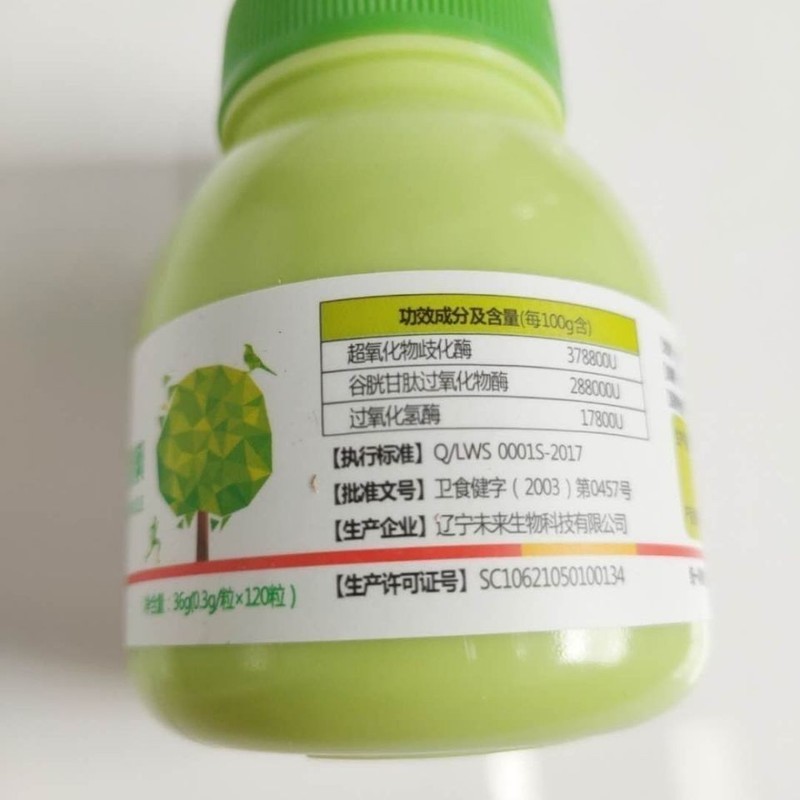 功效成分及含量(每100g含)
超氧化物歧化酶 378800U
谷胱甘肽过氧化物酶 288000U
过氧化氢酶 17800U
【执行标准】Q/LWS 0001S-2017
【批准文号】卫食健字（2003）第0457号
【生产企业】辽宁未来生物科技有限公司
【生产许可证号】SC10621050100134
净含量：36g(0.3g/粒×120粒）